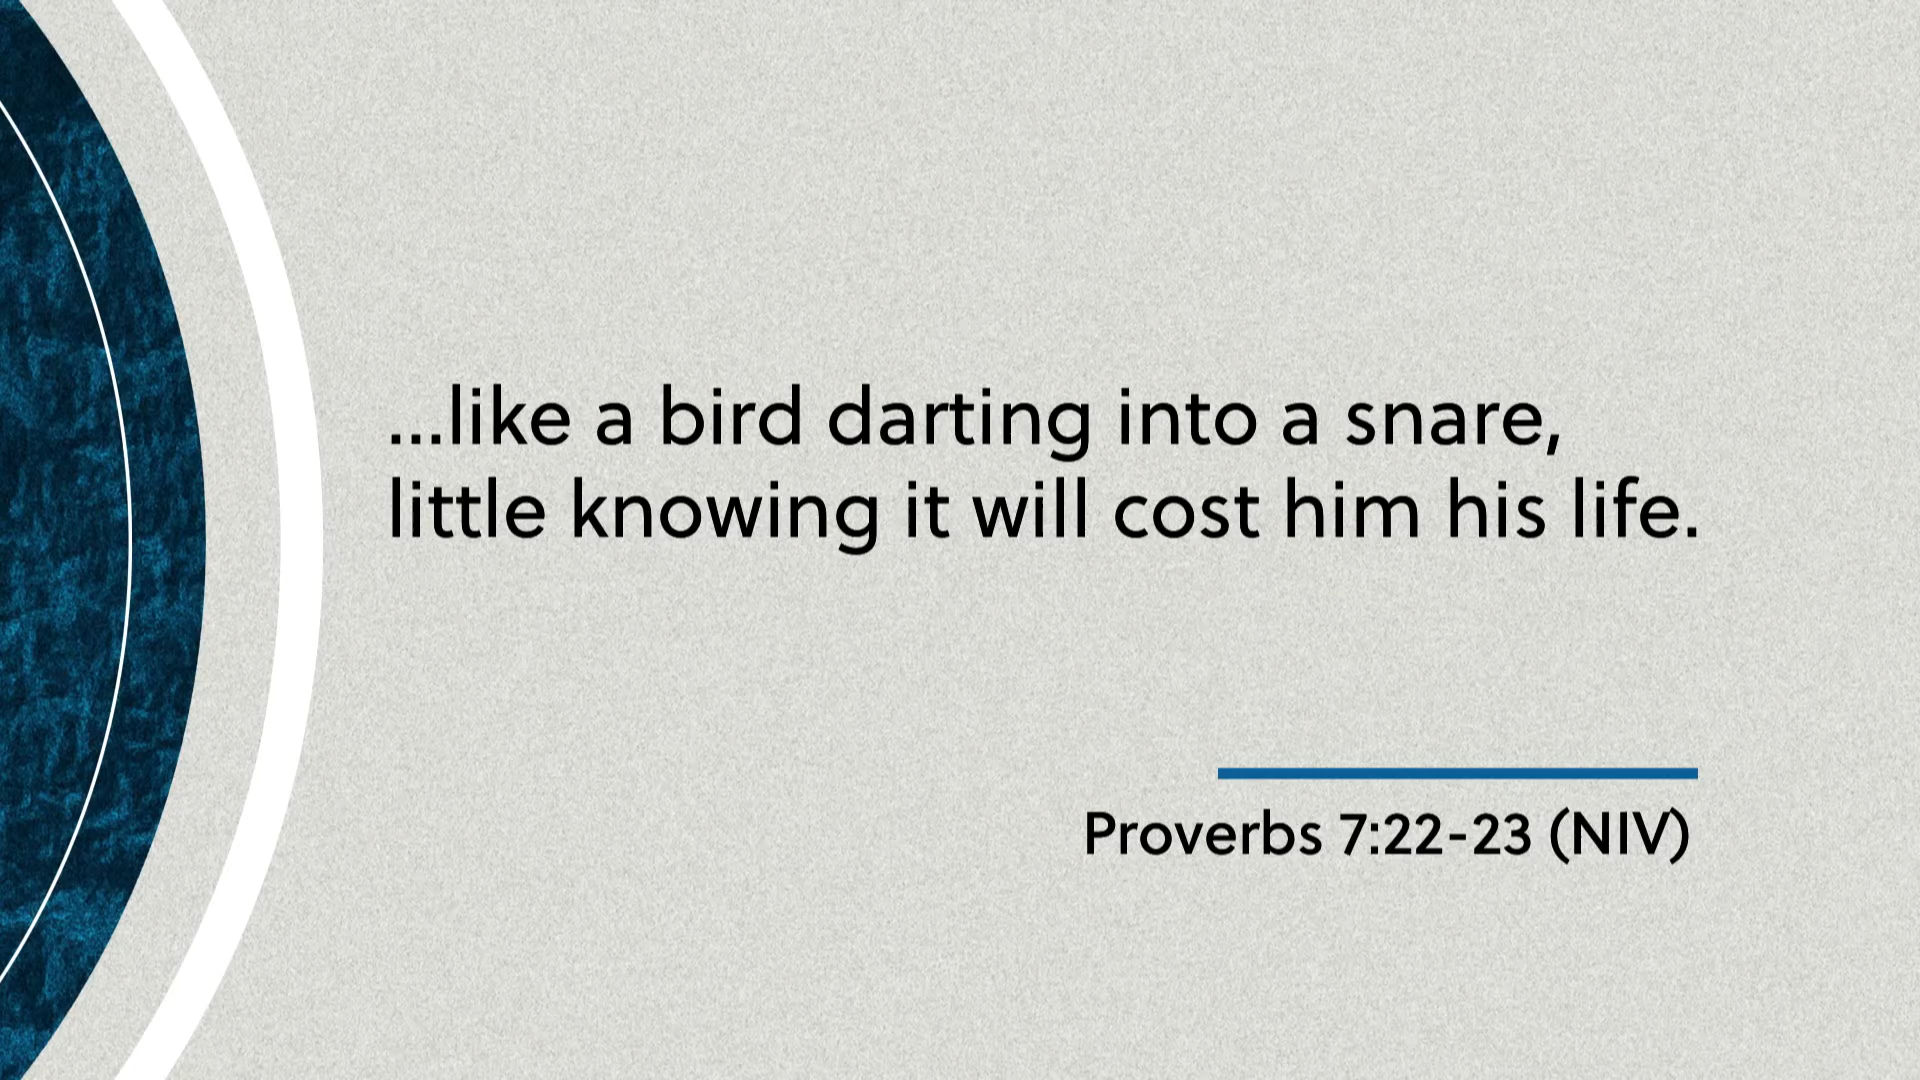 ...like a bird darting into a snare,
little knowing it will cost him his life.
Proverbs 7:22-23 (NIV)